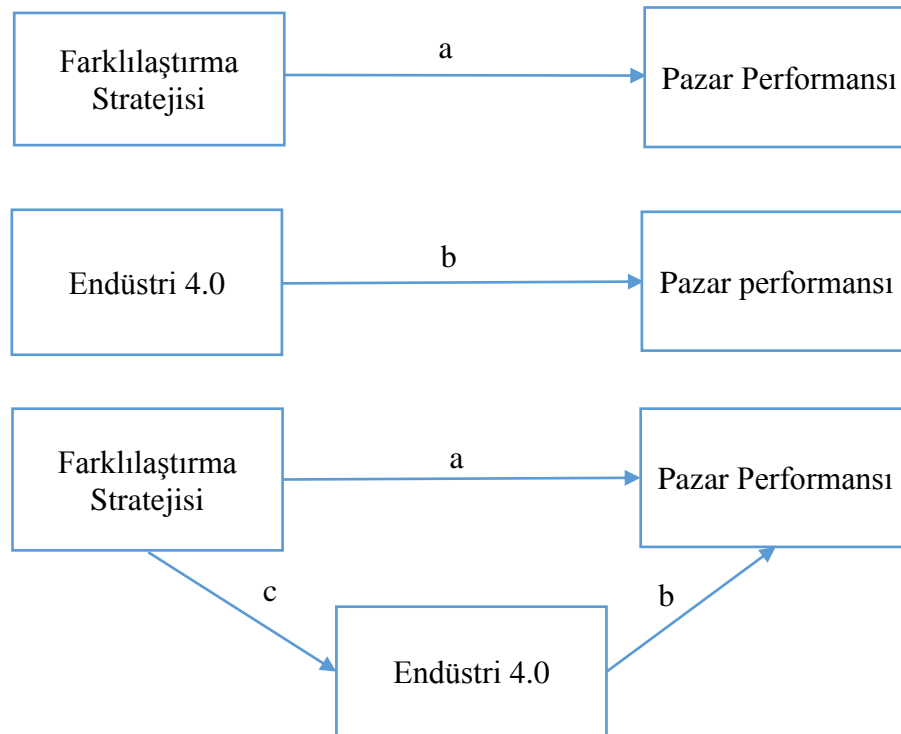 Farklılaştırma
Stratejisi
a
Pazar Performansı
Endüstri 4.0
b
Pazar performansı
Farklılaştırma
Stratejisi
a
Pazar Performansı
c
b
Endüstri 4.0